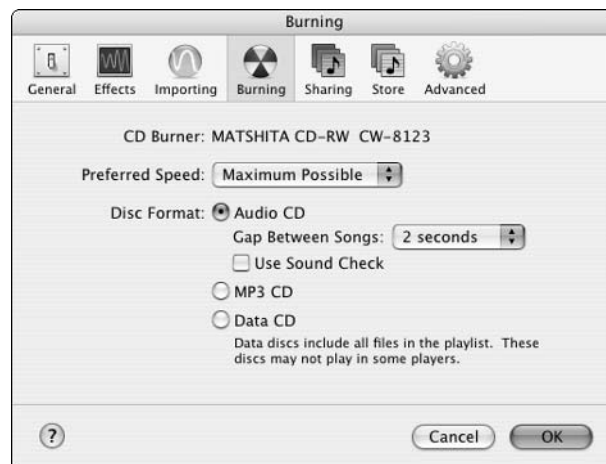 Burning
General Effects Importing Burning Sharing Store Advanced
CD Burner: MATSHITA CD-RW CW-8123
Preferred Speed: Maximum Possible
Disc Format: Audio CD
Gap Between Songs: 2 seconds
Use Sound Check
MP3 CD
Data CD
Data discs include all files in the playlist. These
discs may not play in some players.
? Cancel OK